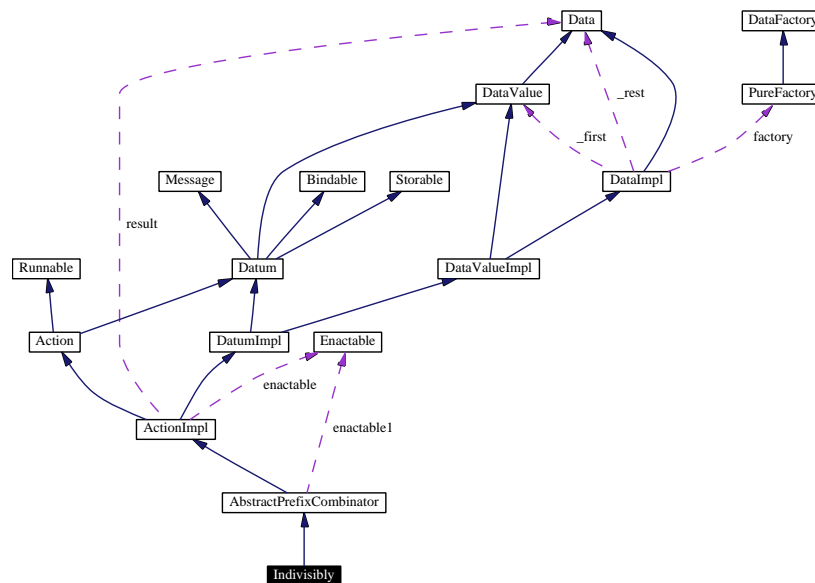 Data
DataFactory
DataValue
_rest
PureFactory
_first
factory
Message
Bindable
Storable
DataImpl
result
Runnable
Datum
DataValueImpl
Action
DatumImpl
Enactable
enactable
ActionImpl
enactable1
AbstractPrefixCombinator
Indivisibly